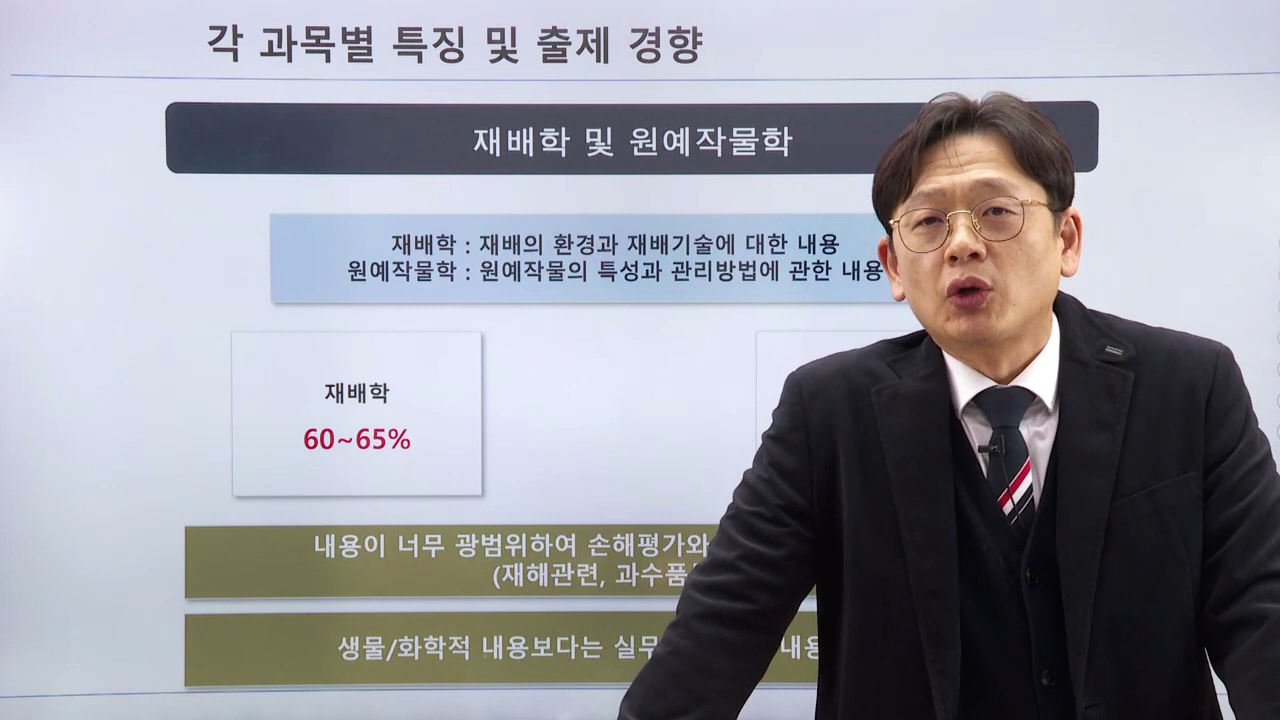 각 과목별 특징 및 출제 경향
재배학 및 원예작물학
재배학 : 재배의 환경과 재배기술에 대한 내용
원예작물학 : 원예작물의 특성과 관리방법에 관한 내용
재배학
60~65%
내용이 너무 광범위하여 손해평가와
(재해관련, 과수품
생물/화학적 내용보다는 실무 내용